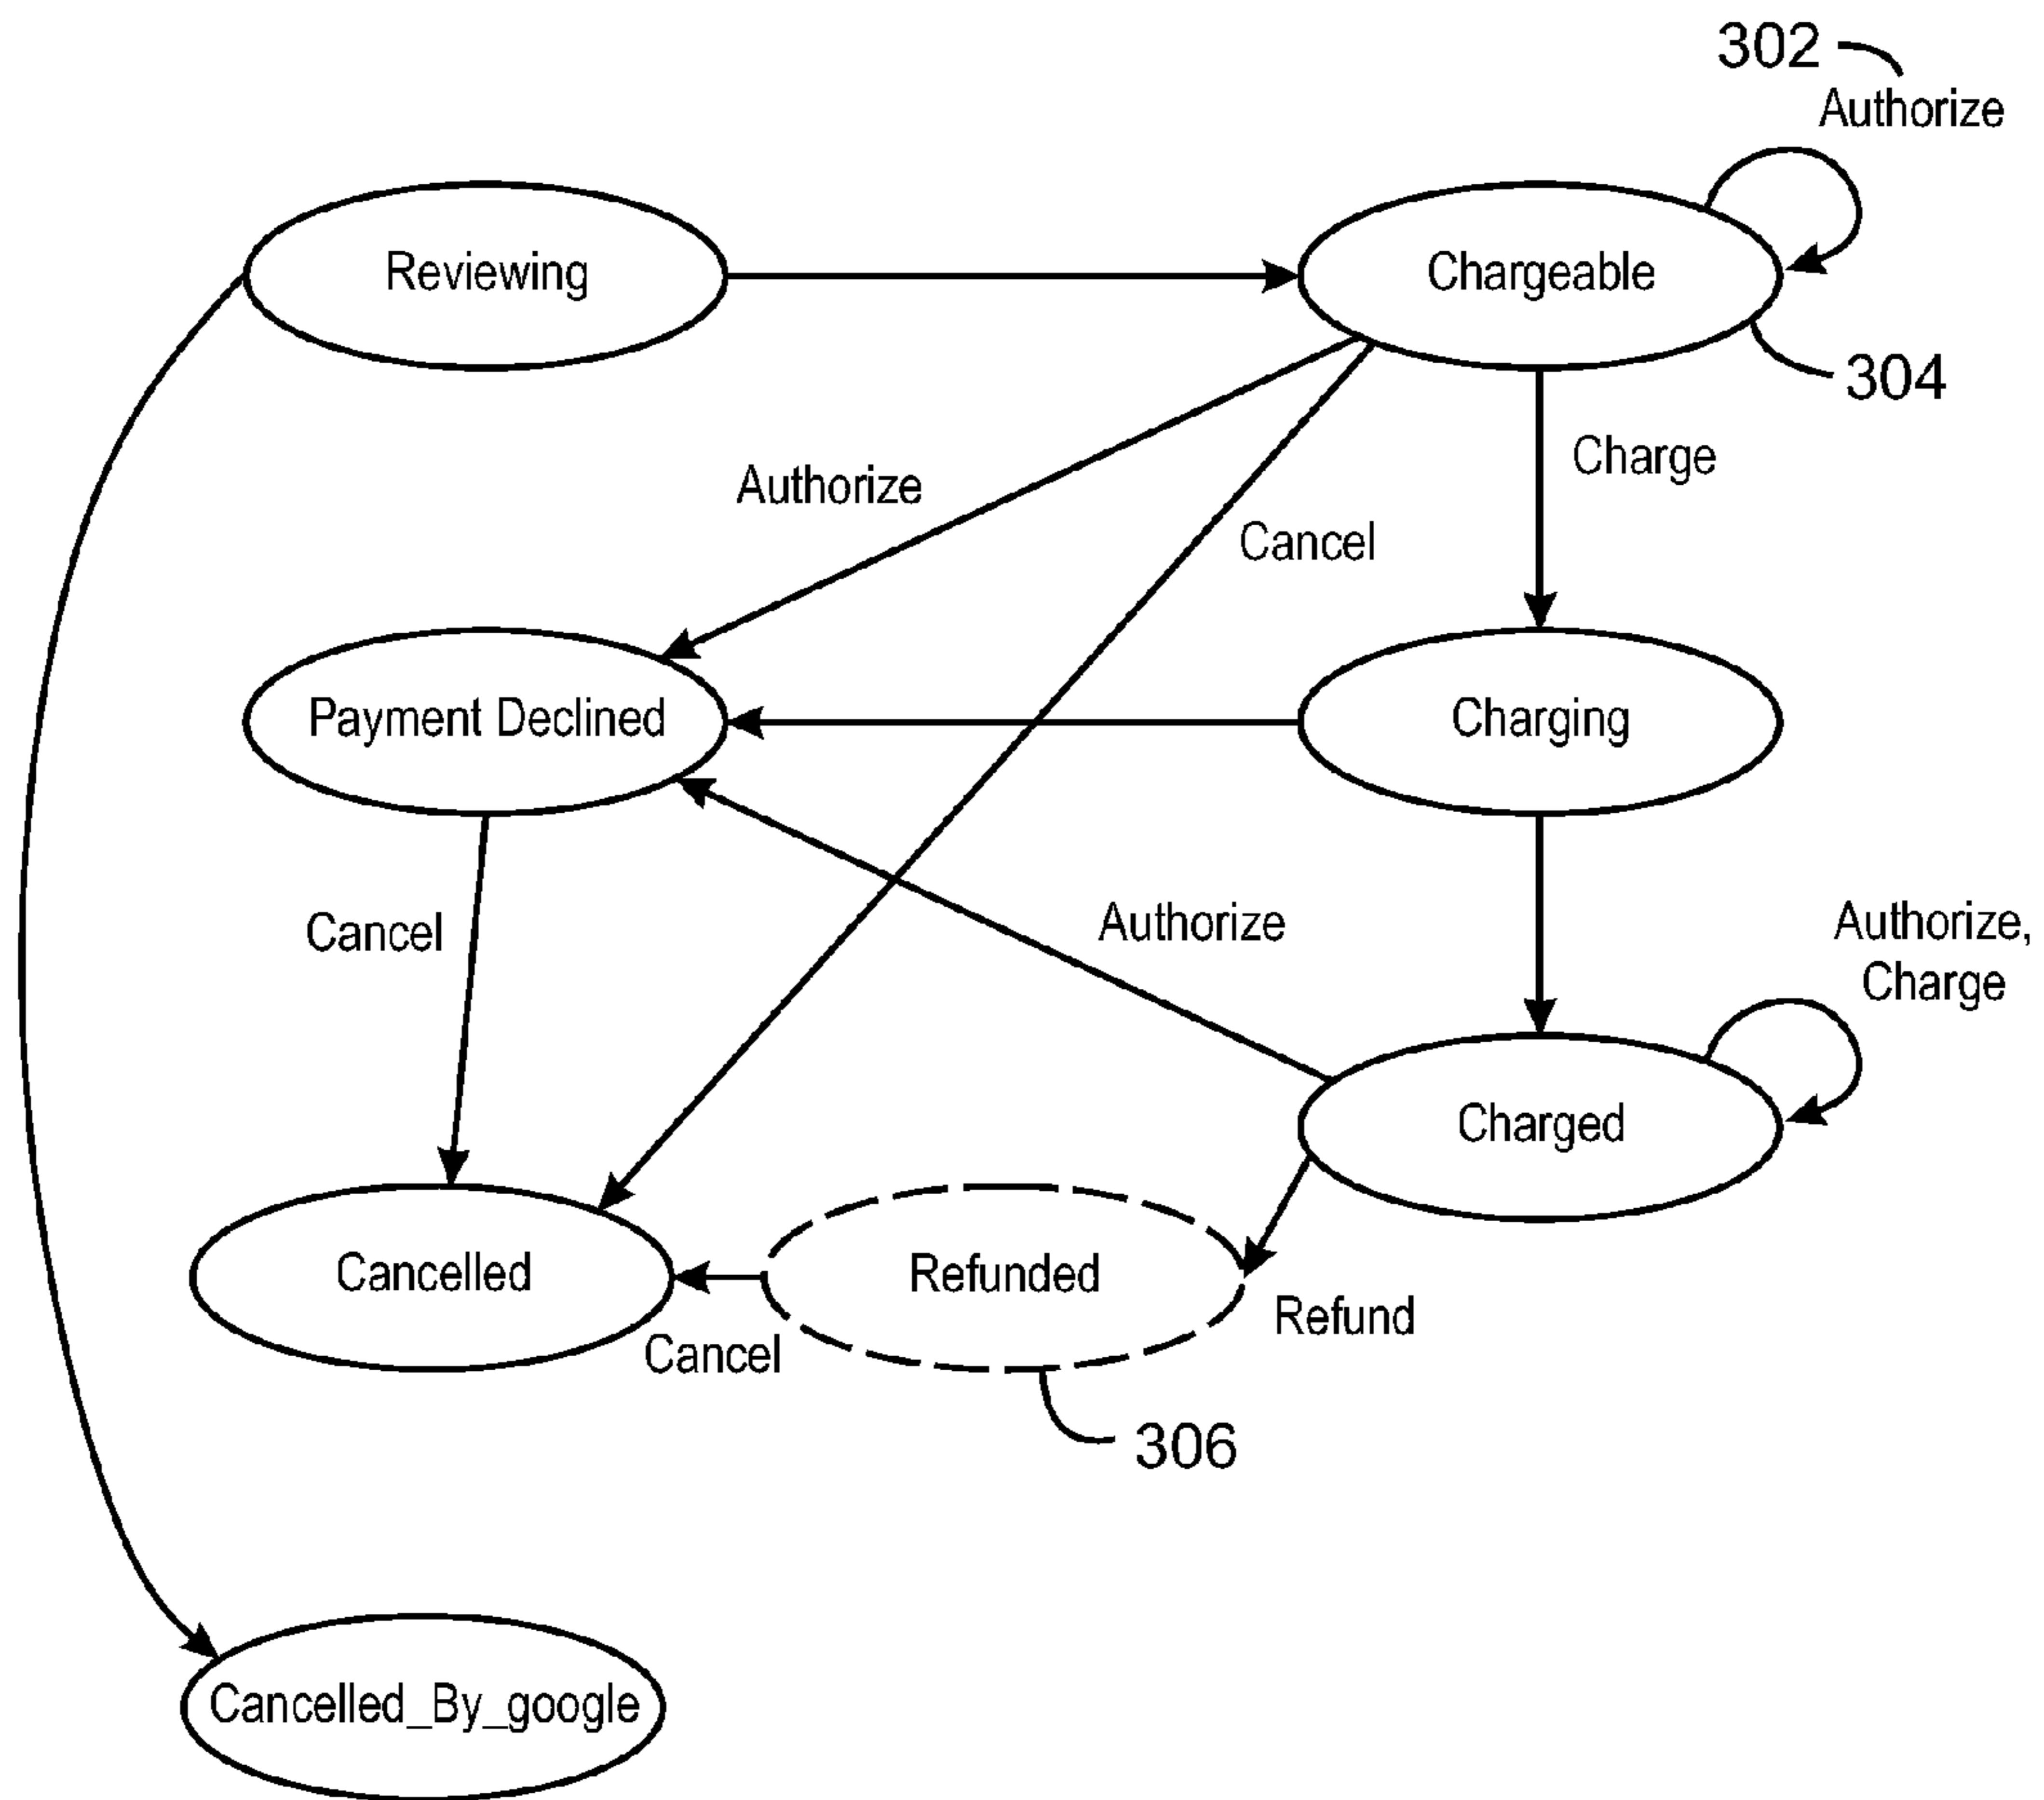 302
Authorize
Reviewing
Chargeable
304
Charge
Authorize
Cancel
Payment Declined
Charging
Cancel
Authorize
Authorize,
Charge
Charged
Cancelled
Refunded
Refund
Cancel
306
Cancelled_By_google